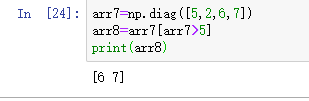 In [24]: arr7=np.diag([5,2,6,7])
arr8=arr7[arr7>5]
print(arr8)
[6 7]